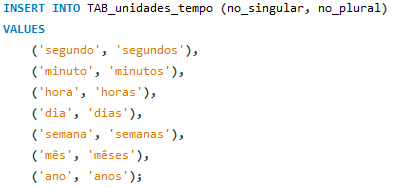 INSERT INTO TAB_unidades_tempo (no_singular, no_plural)
VALUES
('segundo', 'segundos'),
('minuto', 'minutos'),
('hora', 'horas'),
('dia', 'dias'),
('semana', 'semanas'),
('mês', 'mêses'),
('ano', 'anos');